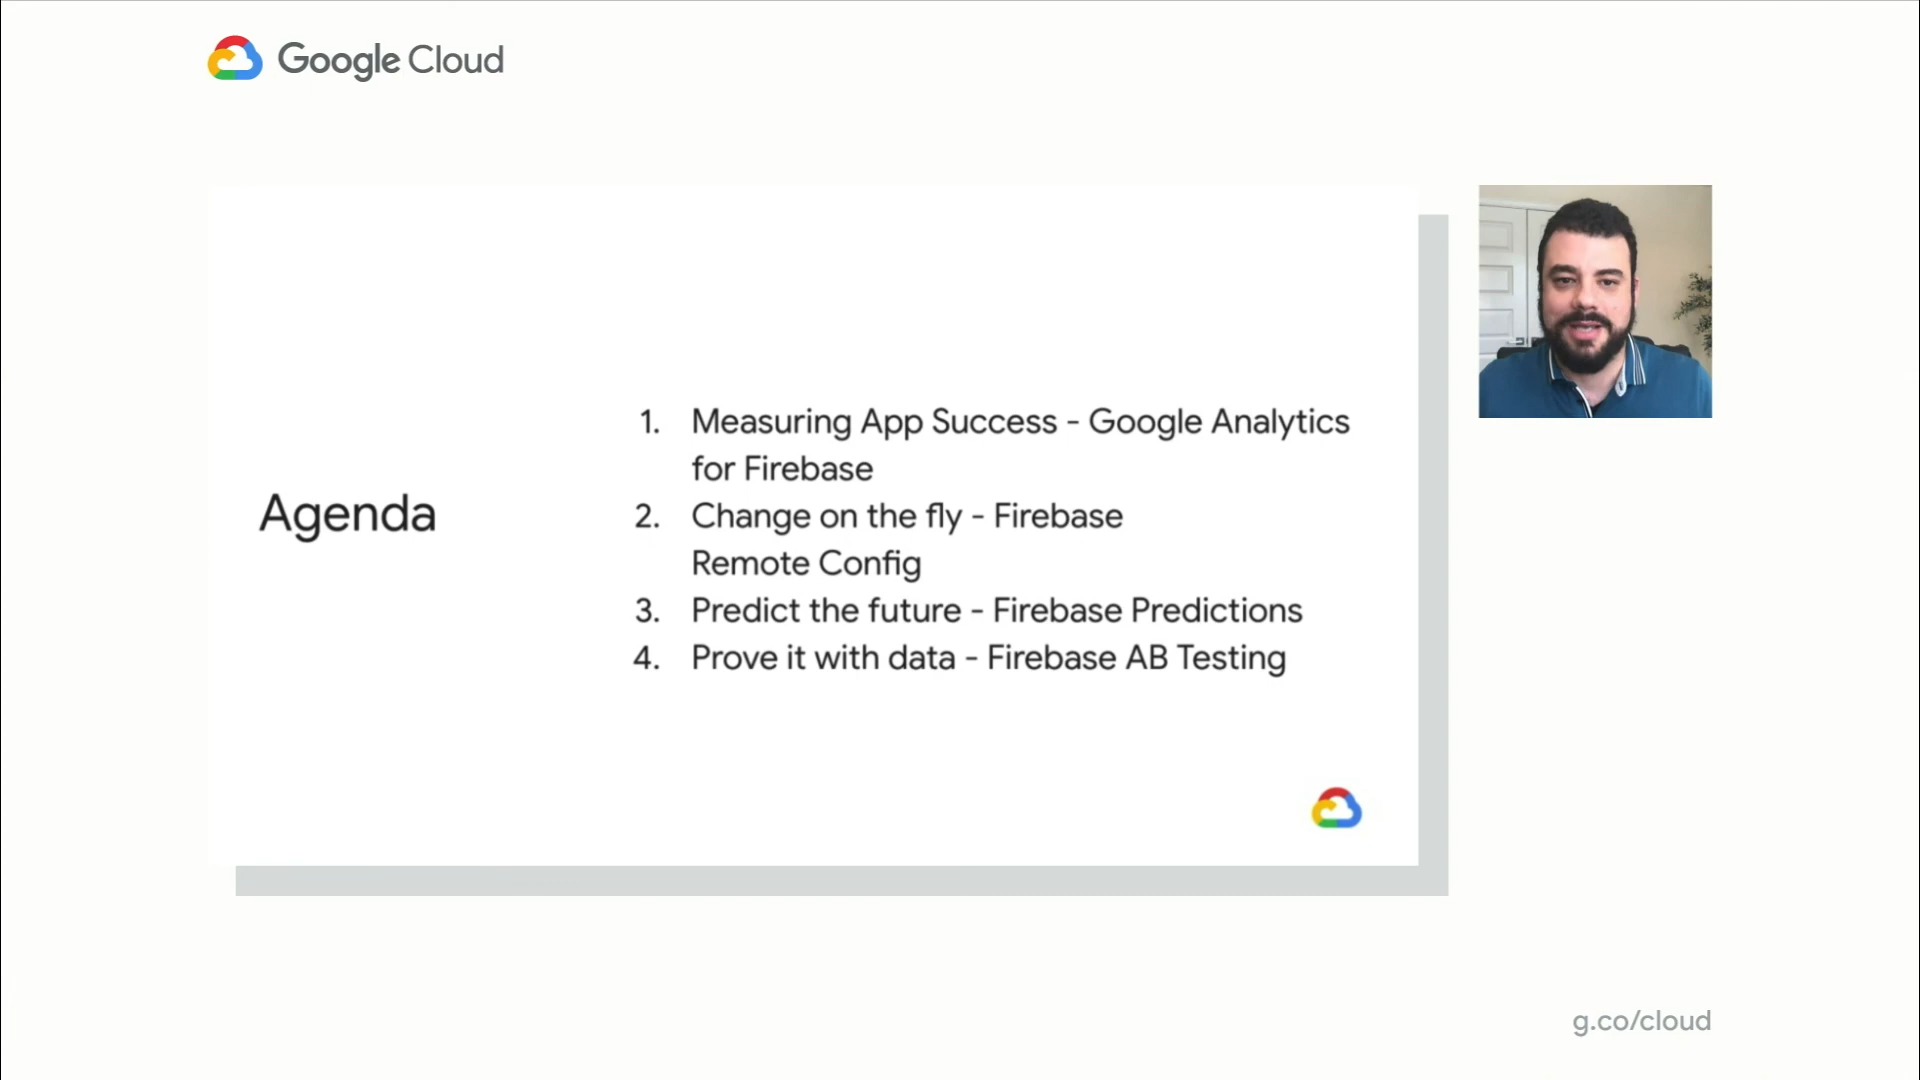 Google Cloud
Agenda
1. Measuring App Success - Google Analytics
for Firebase
2. Change on the fly - Firebase
Remote Config
3. Predict the future - Firebase Predictions
4. Prove it with data - Firebase AB Testing
g.co/cloud